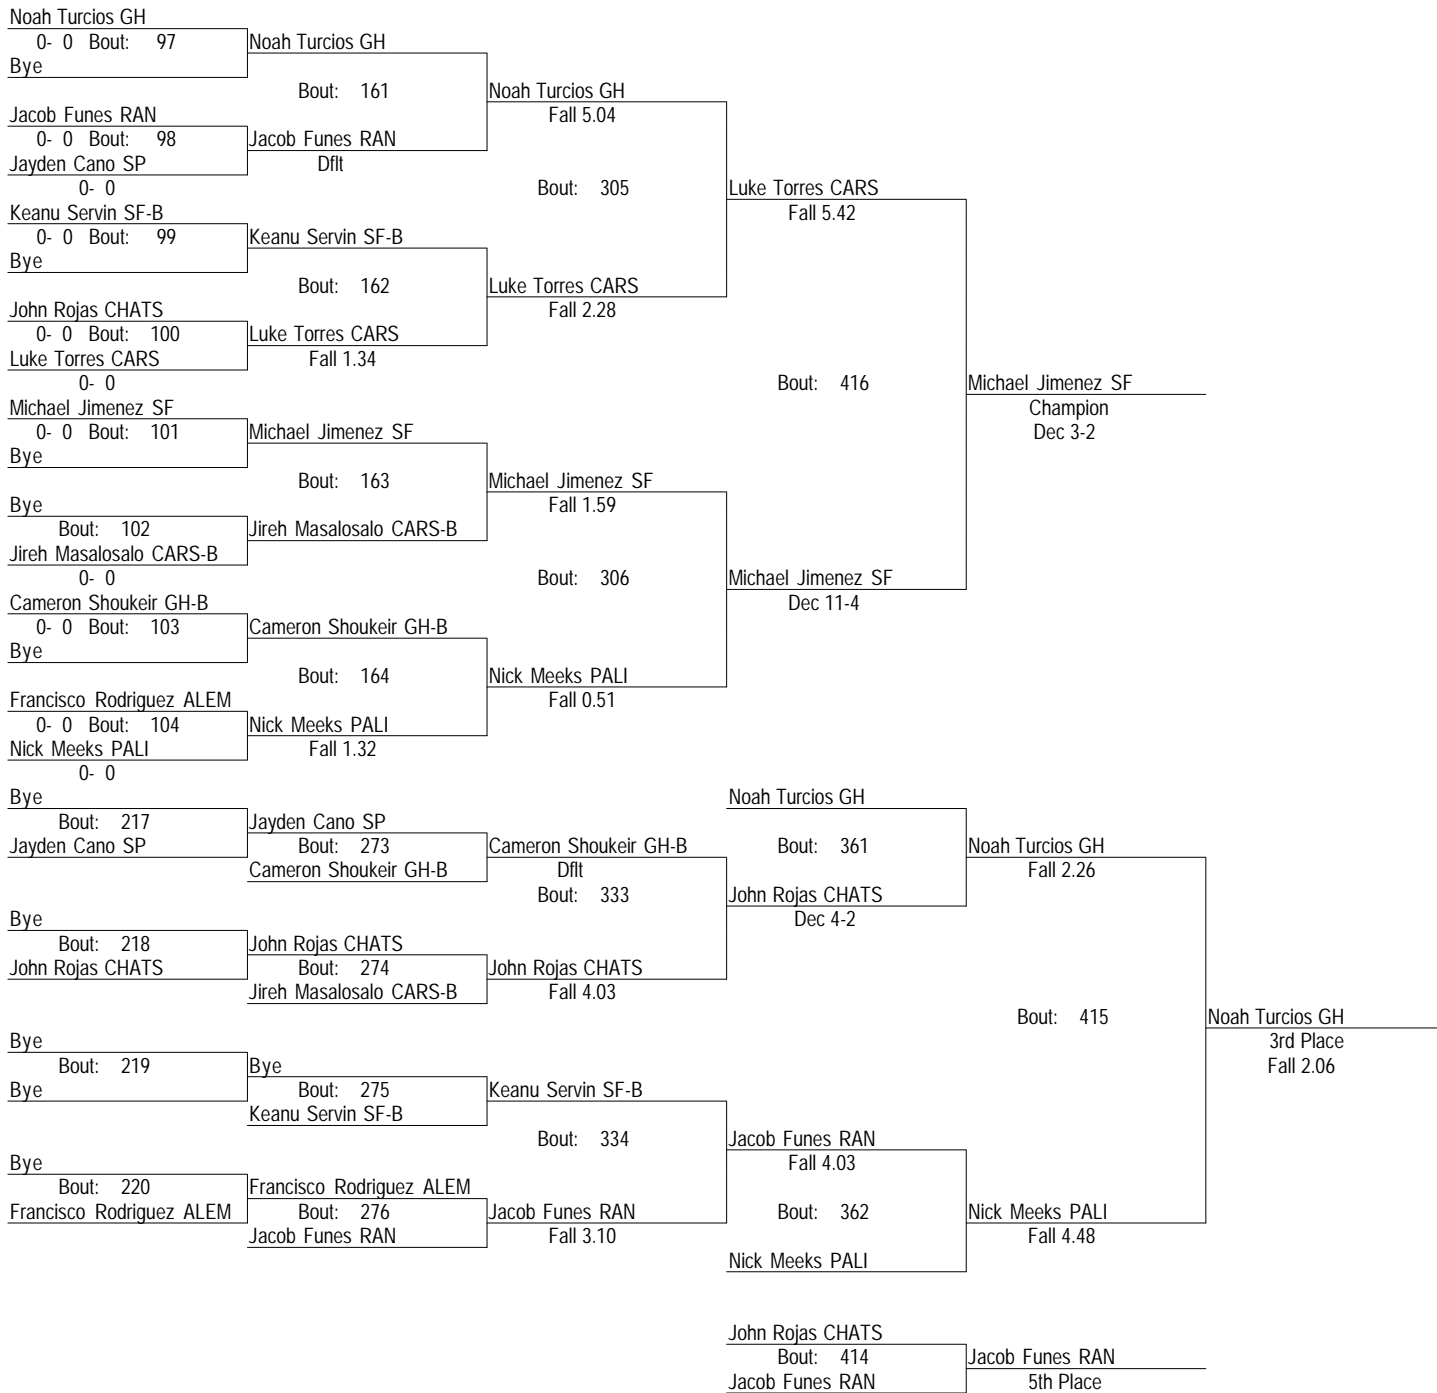 Noah Turcios GH
0- 0 Bout: 97 Noah Turcios GH
Bye
Bout: 161 Noah Turcios GH
Jacob Funes RAN Fall 5.04
0- 0 Bout: 98 Jacob Funes RAN
Jayden Cano SP Dflt
0- 0 Bout: 305 Luke Torres CARS
Keanu Servin SF-B Fall 5.42
0- 0 Bout: 99 Keanu Servin SF-B
Bye
Bout: 162 Luke Torres CARS
John Rojas CHATS Fall 2.28
0- 0 Bout: 100 Luke Torres CARS
Luke Torres CARS Fall 1.34
0- 0 Bout: 416 Michael Jimenez SF
Michael Jimenez SF Champion
0- 0 Bout: 101 Michael Jimenez SF Dec 3-2
Bye
Bout: 163 Michael Jimenez SF
Bye Fall 1.59
Bout: 102 Jireh Masalosalo CARS-B
Jireh Masalosalo CARS-B
0- 0 Bout: 306 Michael Jimenez SF
Cameron Shoukeir GH-B Dec 11-4
0- 0 Bout: 103 Cameron Shoukeir GH-B
Bye
Bout: 164 Nick Meeks PALI
Francisco Rodriguez ALEM Fall 0.51
0- 0 Bout: 104 Nick Meeks PALI
Nick Meeks PALI Fall 1.32
0- 0
Bye Noah Turcios GH
Bout: 217 Jayden Cano SP
Jayden Cano SP Bout: 273 Cameron Shoukeir GH-B Bout: 361 Noah Turcios GH
Cameron Shoukeir GH-B Dflt Fall 2.26
Bout: 333 John Rojas CHATS
Bye Dec 4-2
Bout: 218 John Rojas CHATS
John Rojas CHATS Bout: 274 John Rojas CHATS
Jireh Masalosalo CARS-B Fall 4.03
Bout: 415 Noah Turcios GH
Bye 3rd Place
Bout: 219 Bye Fall 2.06
Bye Bout: 275 Keanu Servin SF-B
Keanu Servin SF-B
Bout: 334 Jacob Funes RAN
Bye Fall 4.03
Bout: 220 Francisco Rodriguez ALEM
Francisco Rodriguez ALEM Bout: 276 Jacob Funes RAN Bout: 362 Nick Meeks PALI
Jacob Funes RAN Fall 3.10 Fall 4.48
Nick Meeks PALI
John Rojas CHATS
Bout: 414 Jacob Funes RAN
Jacob Funes RAN 5th Place